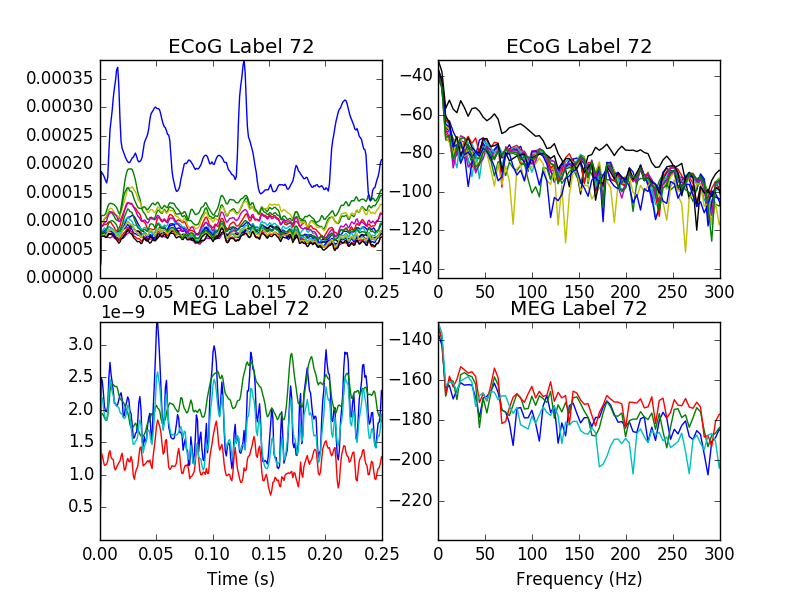 ECoG Label 72
ECoG Label 72
0.00035
0.00030
0.00025
0.00020
0.00015
0.00010
0.00005
0.00000
0.00 0.05 0.10 0.15 0.20 0.25
−40
−60
−80
−100
−120
−140
0 50 100 150 200 250 300
MEG Label 72
MEG Label 72
1e−9
3.0
2.5
2.0
1.5
1.0
0.5
0.00 0.05 0.10 0.15 0.20 0.25
Time (s)
−140
−160
−180
−200
−220
0 50 100 150 200 250 300
Frequency (Hz)